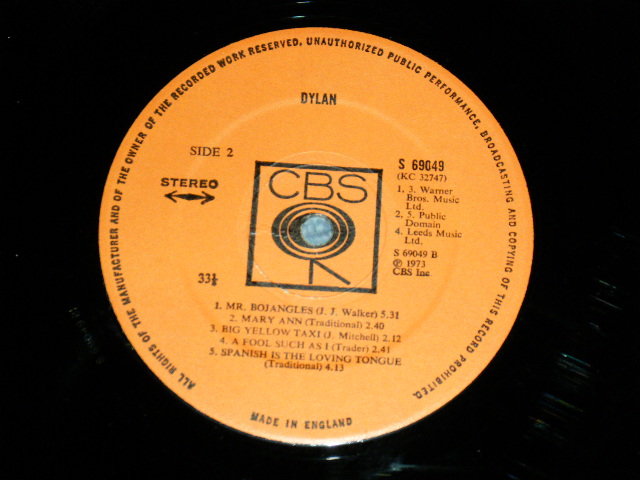 ALL RIGHTS OF THE MANUFACTURER AND OF THE OWNER OF THE RECORDED WORK RESERVED. UNAUTHORIZED PUBLIC PERFORMANCE, BROADCASTING AND COPYING OF THIS RECORD PROHIBITED.
DYLAN
SIDE 2
STEREO
33⅓
CBS
S 69049
(KC 32747)
1. 3. Warner
Bros. Music
Ltd.
2. 5. Public
Domain
4. Leeds Music
Ltd.
S 69049 B
Ⓟ 1973
CBS Inc
1. MR. BOJANGLES (J. J. Walker) 5.31
2. MARY ANN (Traditional) 2.40
3. BIG YELLOW TAXI (J. Mitchell) 2.12
4. A FOOL SUCH AS I (Trader) 2.41
5. SPANISH IS THE LOVING TONGUE
(Traditional) 4.13
MADE IN ENGLAND